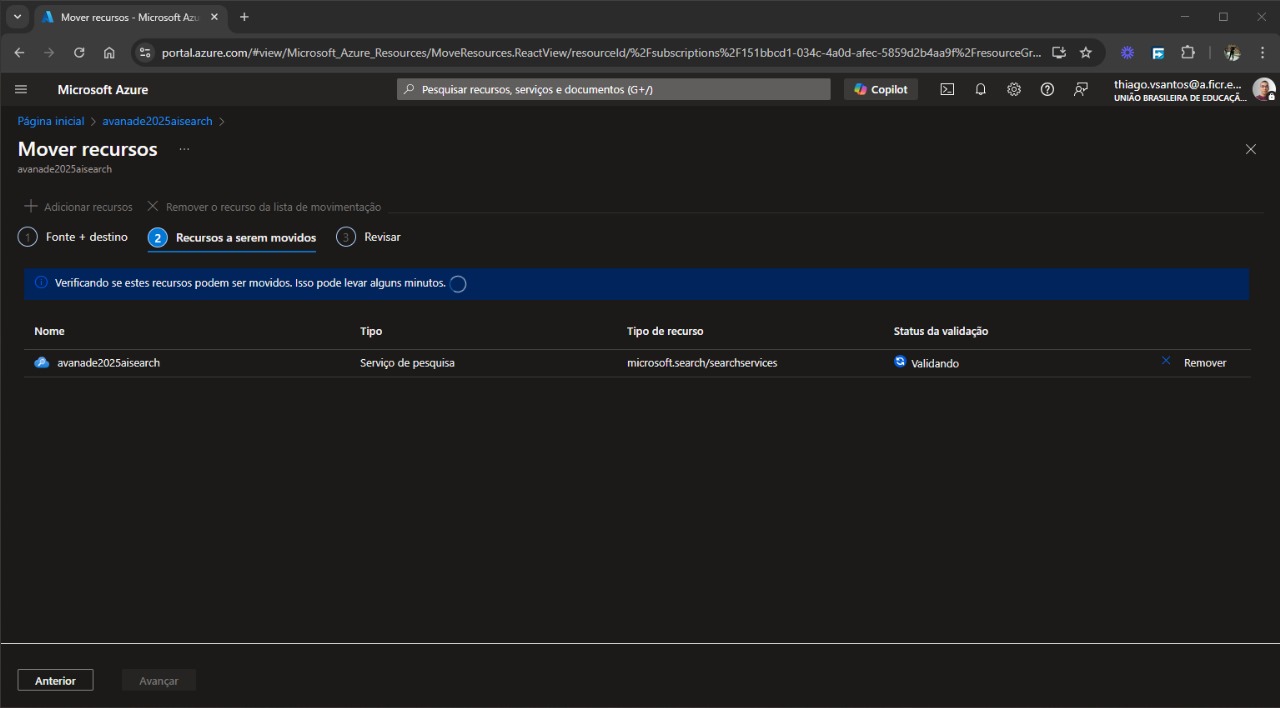 Mover recursos - Microsoft Azu
portal.azure.com/#view/Microsoft_Azure_Resources/MoveResources.ReactView/resourceId/%2Fsubscriptions%2F151bbcd1-034c-4a0d-afec-5859d2b4aa9f%2FresourceGr...
Microsoft Azure
Pesquisar recursos, serviços e documentos (G+/)
Copilot
thiago.vsantos@a.ficr.e...
UNIÃO BRASILEIRA DE EDUCAÇÃ...
Página inicial > avanade2025aisearch >
Mover recursos ...
avanade2025aisearch
Adicionar recursos Remover o recurso da lista de movimentação
1 Fonte + destino 2 Recursos a serem movidos 3 Revisar
Verificando se estes recursos podem ser movidos. Isso pode levar alguns minutos.
Nome Tipo Tipo de recurso Status da validação
avanade2025aisearch Serviço de pesquisa microsoft.search/searchservices Validando Remover
Anterior Avançar